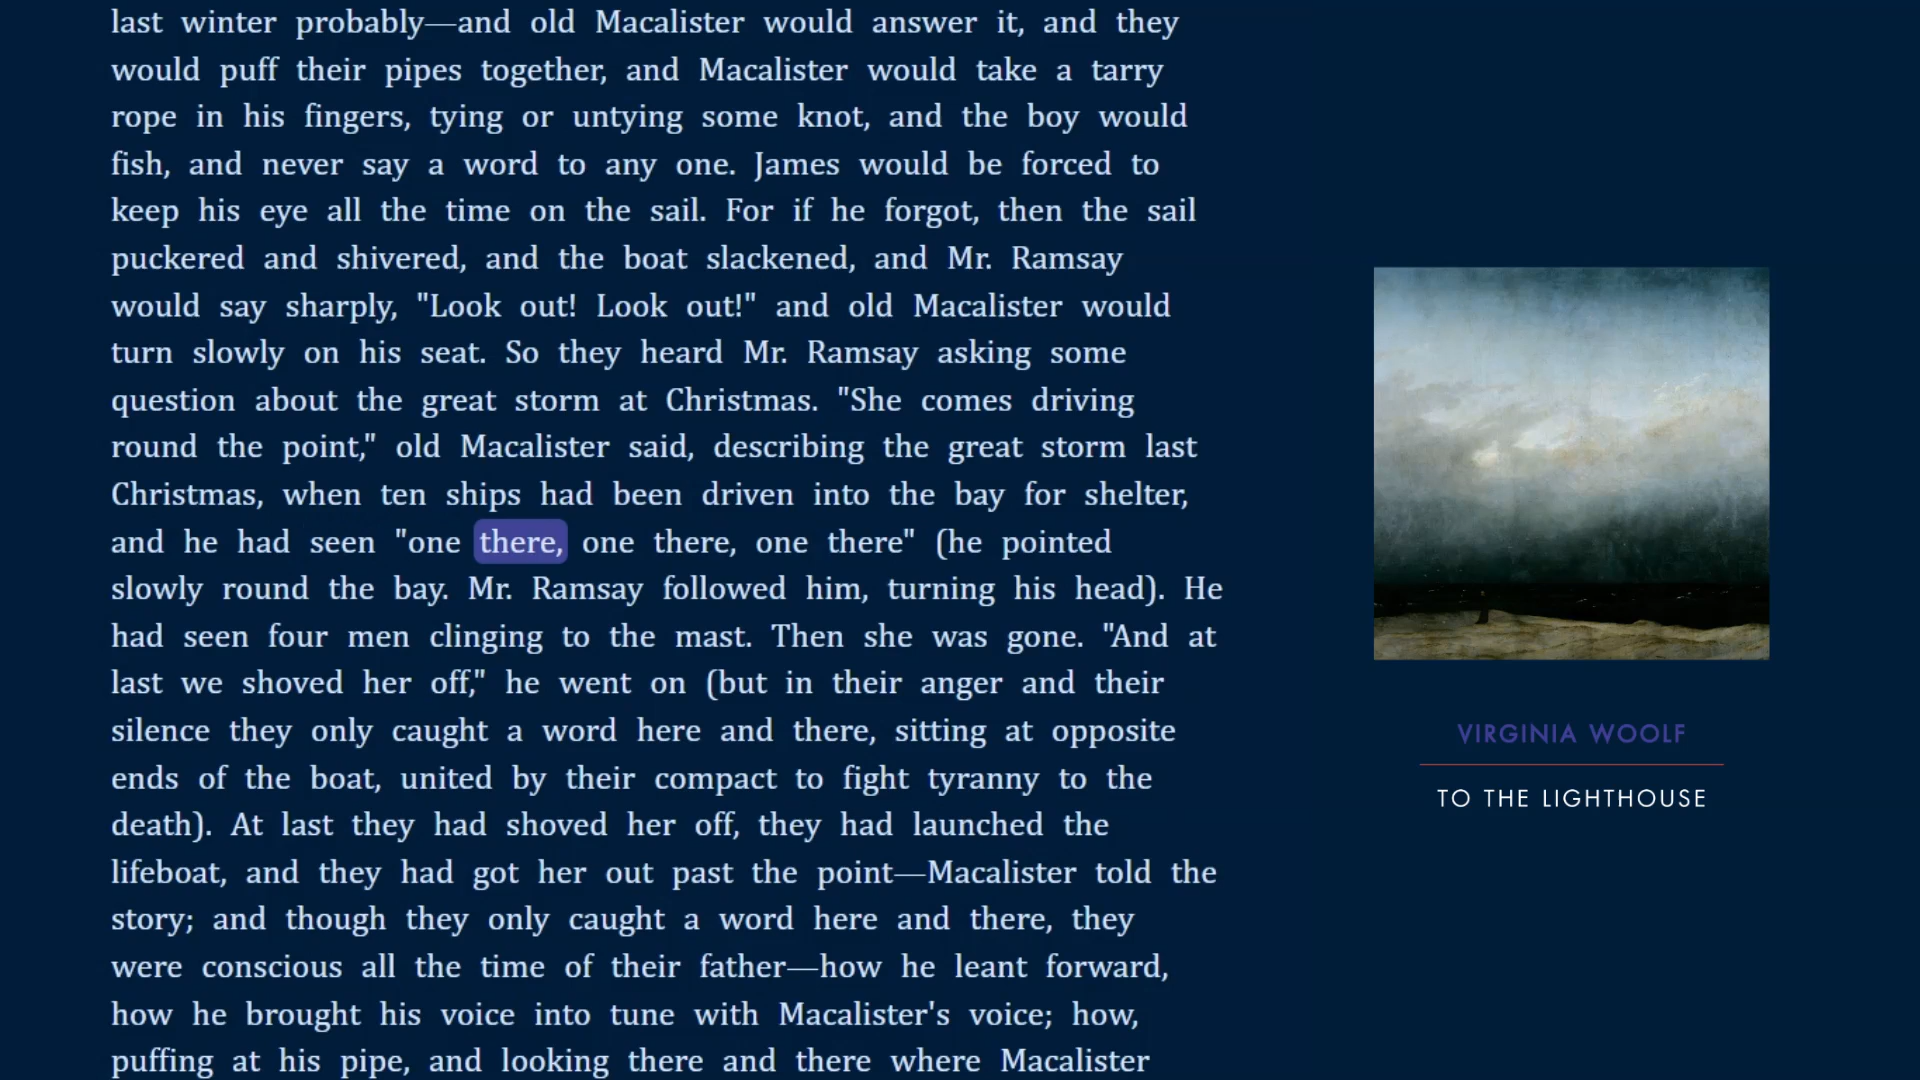 last winter probably—and old Macalister would answer it, and they
would puff their pipes together, and Macalister would take a tarry
rope in his fingers, tying or untying some knot, and the boy would
fish, and never say a word to any one. James would be forced to
keep his eye all the time on the sail. For if he forgot, then the sail
puckered and shivered, and the boat slackened, and Mr. Ramsay
would say sharply, "Look out! Look out!" and old Macalister would
turn slowly on his seat. So they heard Mr. Ramsay asking some
question about the great storm at Christmas. "She comes driving
round the point," old Macalister said, describing the great storm last
Christmas, when ten ships had been driven into the bay for shelter,
and he had seen "one there, one there, one there" (he pointed
slowly round the bay. Mr. Ramsay followed him, turning his head). He
had seen four men clinging to the mast. Then she was gone. "And at
last we shoved her off," he went on (but in their anger and their
silence they only caught a word here and there, sitting at opposite
ends of the boat, united by their compact to fight tyranny to the
death). At last they had shoved her off, they had launched the
lifeboat, and they had got her out past the point—Macalister told the
story; and though they only caught a word here and there, they
were conscious all the time of their father—how he leant forward,
how he brought his voice into tune with Macalister's voice; how,
puffing at his pipe, and looking there and there where Macalister
VIRGINIA WOOLF
TO THE LIGHTHOUSE